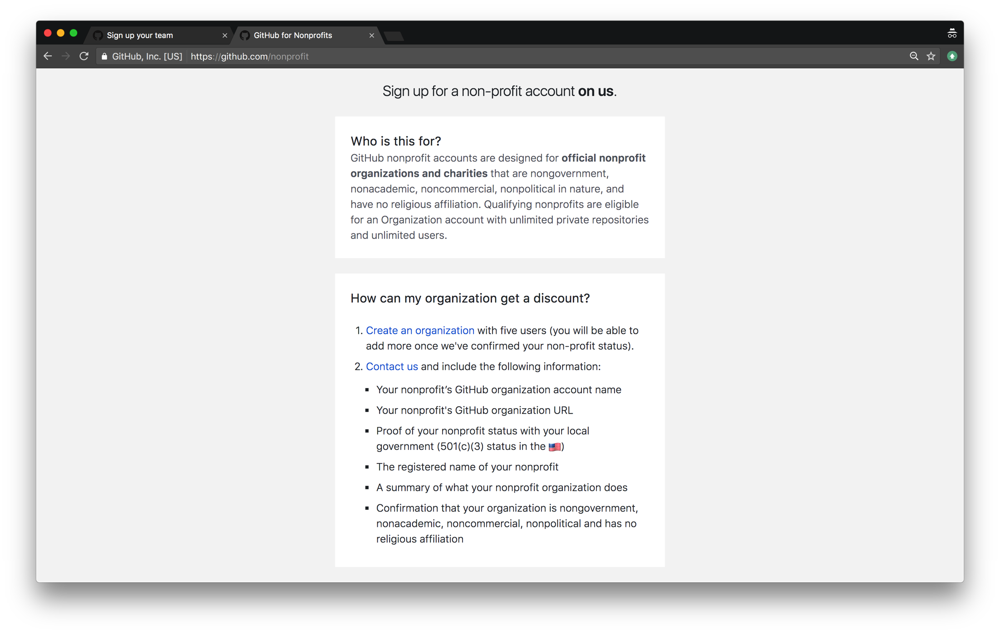 Sign up your team
GitHub for Nonprofits
GitHub, Inc. [US] https://github.com/nonprofit
Sign up for a non-profit account on us.
Who is this for?
GitHub nonprofit accounts are designed for official nonprofit
organizations and charities that are nongovernment,
nonacademic, noncommercial, nonpolitical in nature, and
have no religious affiliation. Qualifying nonprofits are eligible
for an Organization account with unlimited private repositories
and unlimited users.
How can my organization get a discount?
1. Create an organization with five users (you will be able to
add more once we've confirmed your non-profit status).
2. Contact us and include the following information:
▪ Your nonprofit’s GitHub organization account name
▪ Your nonprofit's GitHub organization URL
▪ Proof of your nonprofit status with your local
government (501(c)(3) status in the 🇺🇸)
▪ The registered name of your nonprofit
▪ A summary of what your nonprofit organization does
▪ Confirmation that your organization is nongovernment,
nonacademic, noncommercial, nonpolitical and has no
religious affiliation